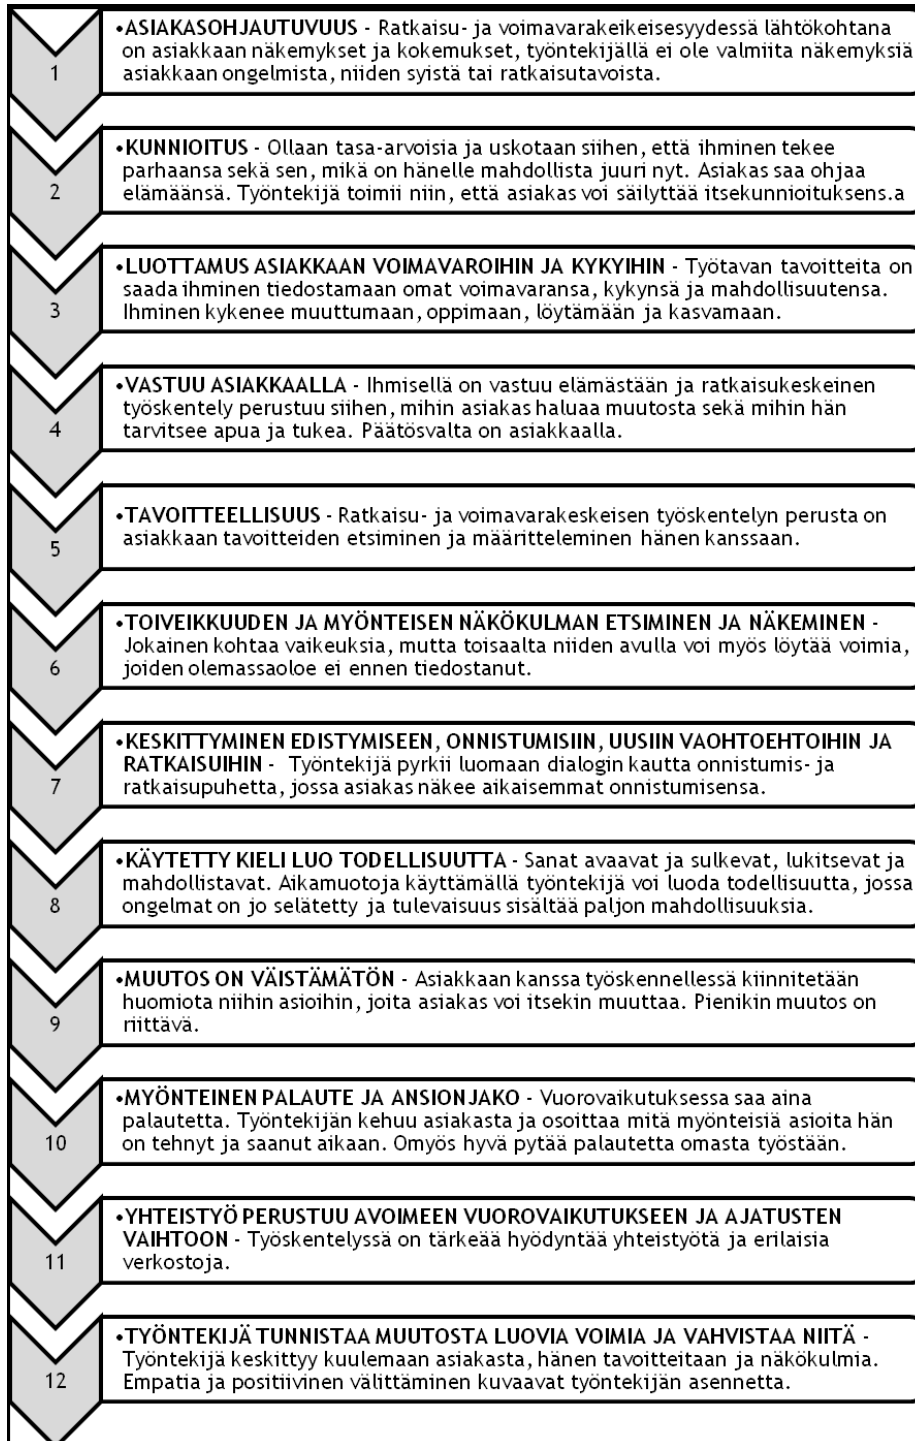 1
•ASIAKASOHJAUTUVUUS - Ratkaisu- ja voimavarakeikeisesyydessä lähtökohtana
on asiakkaan näkemykset ja kokemukset, työntekijällä ei ole valmiita näkemyksiä
asiakkaan ongelmista, niiden syistä tai ratkaisutavoista.
2
•KUNNIOITUS - Ollaan tasa-arvoisia ja uskotaan siihen, että ihminen tekee
parhaansa sekä sen, mikä on hänelle mahdollista juuri nyt. Asiakas saa ohjaa
elämäänsä. Työntekijä toimii niin, että asiakas voi säilyttää itsekunnioituksens.a
3
•LUOTTAMUS ASIAKKAAN VOIMAVAROIHIN JA KYKYIHIN - Työtavan tavoitteita on
saada ihminen tiedostamaan omat voimavaransa, kykynsä ja mahdollisuutensa.
Ihminen kykenee muuttumaan, oppimaan, löytämään ja kasvamaan.
4
•VASTUU ASIAKKAALLA - Ihmisellä on vastuu elämästään ja ratkaisukeskeinen
työskentely perustuu siihen, mihin asiakas haluaa muutosta sekä mihin hän
tarvitsee apua ja tukea. Päätösvalta on asiakkaalla.
5
•TAVOITTEELLISUUS - Ratkaisu- ja voimavarakeskeisen työskentelyn perusta on
asiakkaan tavoitteiden etsiminen ja määritteleminen hänen kanssaan.
6
•TOIVEIKKUUDEN JA MYÖNTEISEN NÄKÖKULMAN ETSIMINEN JA NÄKEMINEN -
Jokainen kohtaa vaikeuksia, mutta toisaalta niiden avulla voi myös löytää voimia,
joiden olemassaoloe ei ennen tiedostanut.
7
•KESKITTYMINEN EDISTYMISEEN, ONNISTUMISIIN, UUSIIN VAOHTOEHTOIHIN JA
RATKAISUIHIN - Työntekijä pyrkii luomaan dialogin kautta onnistumis- ja
ratkaisupuhetta, jossa asiakas näkee aikaisemmat onnistumisensa.
8
•KÄYTETTY KIELI LUO TODELLISUUTTA - Sanat avaavat ja sulkevat, lukitsevat ja
mahdollistavat. Aikamuotoja käyttämällä työntekijä voi luoda todellisuutta, jossa
ongelmat on jo selätetty ja tulevaisuus sisältää paljon mahdollisuuksia.
9
•MUUTOS ON VÄISTÄMÄTÖN - Asiakkaan kanssa työskennellessä kiinnitetään
huomiota niihin asioihin, joita asiakas voi itsekin muuttaa. Pienikin muutos on
riittävä.
10
•MYÖNTEINEN PALAUTE JA ANSIONJAKO - Vuorovaikutuksessa saa aina
palautetta. Työntekijän kehuu asiakasta ja osoittaa mitä myönteisiä asioita hän
on tehnyt ja saanut aikaan. Omyös hyvä pytää palautetta omasta työstään.
11
•YHTEISTYÖ PERUSTUU AVOIMEEN VUOROVAIKUTUKSEEN JA AJATUSTEN
VAIHTOON - Työskentelyssä on tärkeää hyödyntää yhteistyötä ja erilaisia
verkostoja.
12
•TYÖNTEKIJÄ TUNNISTAA MUUTOSTA LUOVIA VOIMIA JA VAHVISTAA NIITÄ -
Työntekijä keskittyy kuulemaan asiakasta, hänen tavoitteitaan ja näkökulmia.
Empatia ja positiivinen välittäminen kuvaavat työntekijän asennetta.